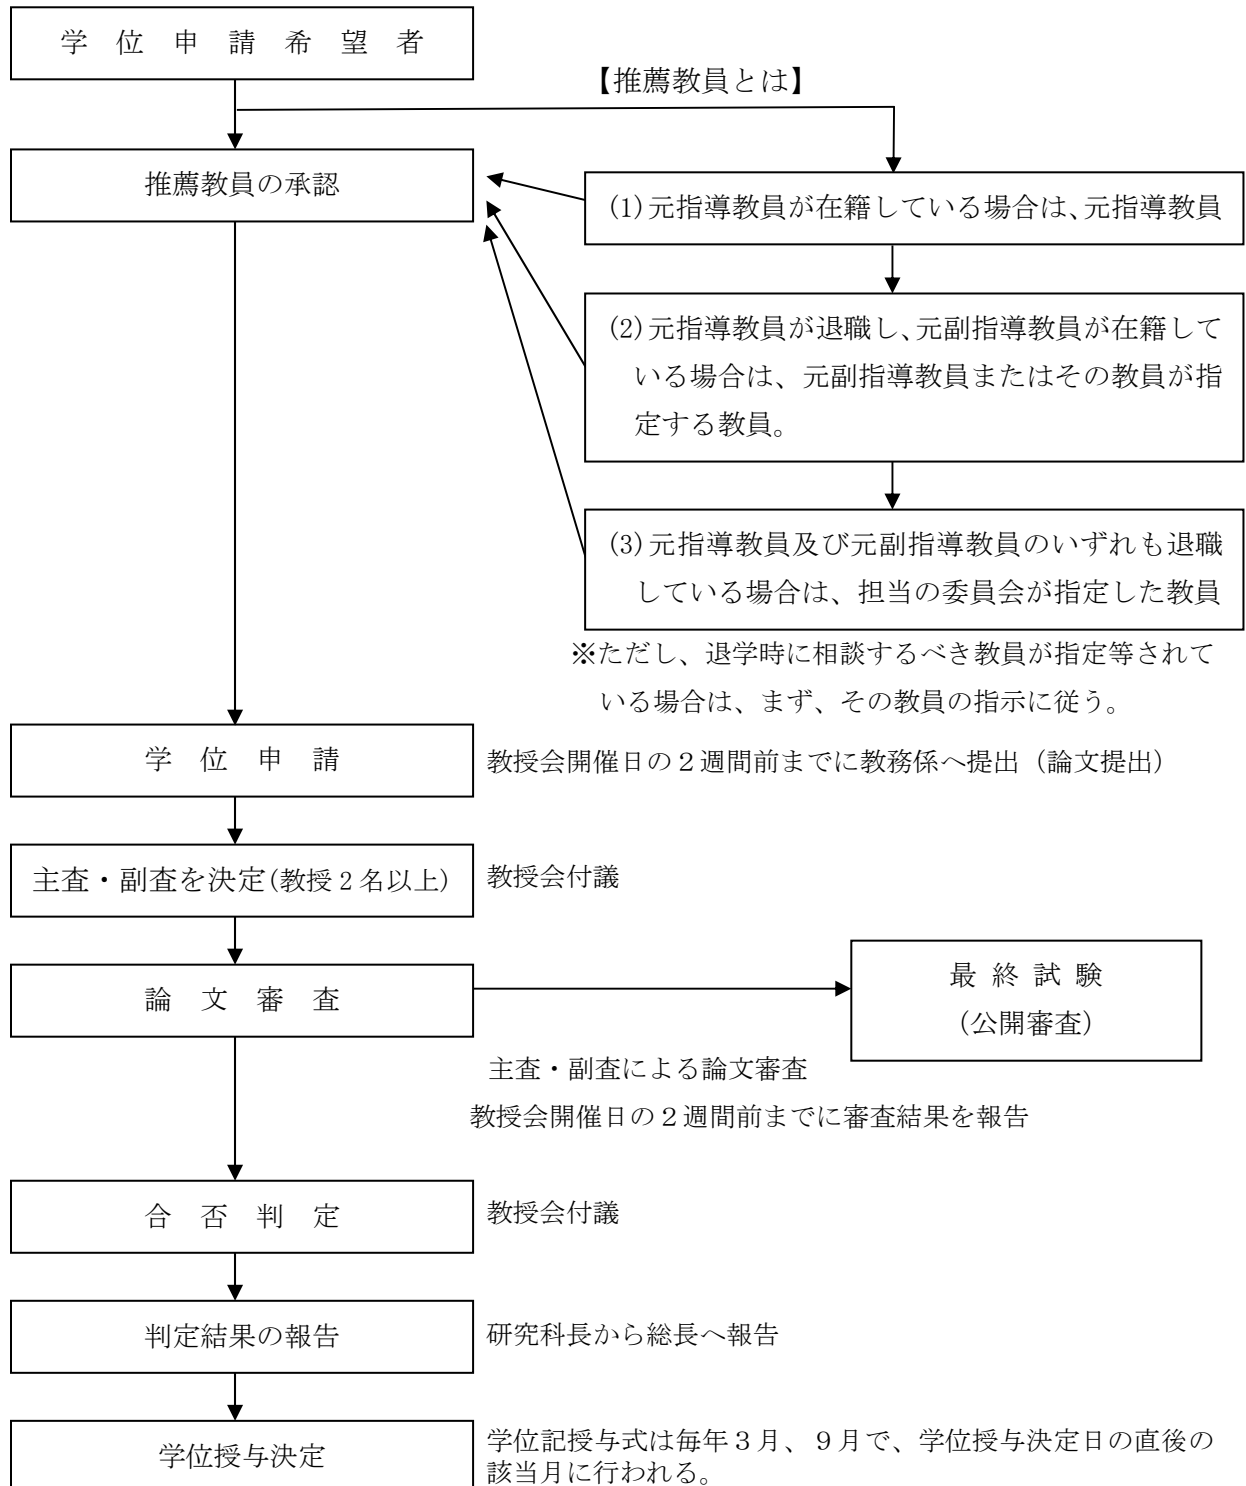 学 位 申 請 希 望 者
【推薦教員とは】
推薦教員の承認
(1)元指導教員が在籍している場合は、元指導教員
(2)元指導教員が退職し、元副指導教員が在籍して
いる場合は、元副指導教員またはその教員が指
定する教員。
(3)元指導教員及び元副指導教員のいずれも退職
している場合は、担当の委員会が指定した教員
※ただし、退学時に相談するべき教員が指定等されて
いる場合は、まず、その教員の指示に従う。
学 位 申 請
教授会開催日の2週間前までに教務係へ提出（論文提出）
主査・副査を決定(教授2名以上)
教授会付議
論 文 審 査
最 終 試 験
（公開審査）
主査・副査による論文審査
教授会開催日の2週間前までに審査結果を報告
合 否 判 定
教授会付議
判定結果の報告
研究科長から総長へ報告
学位授与決定
学位記授与式は毎年3月、9月で、学位授与決定日の直後の
該当月に行われる。